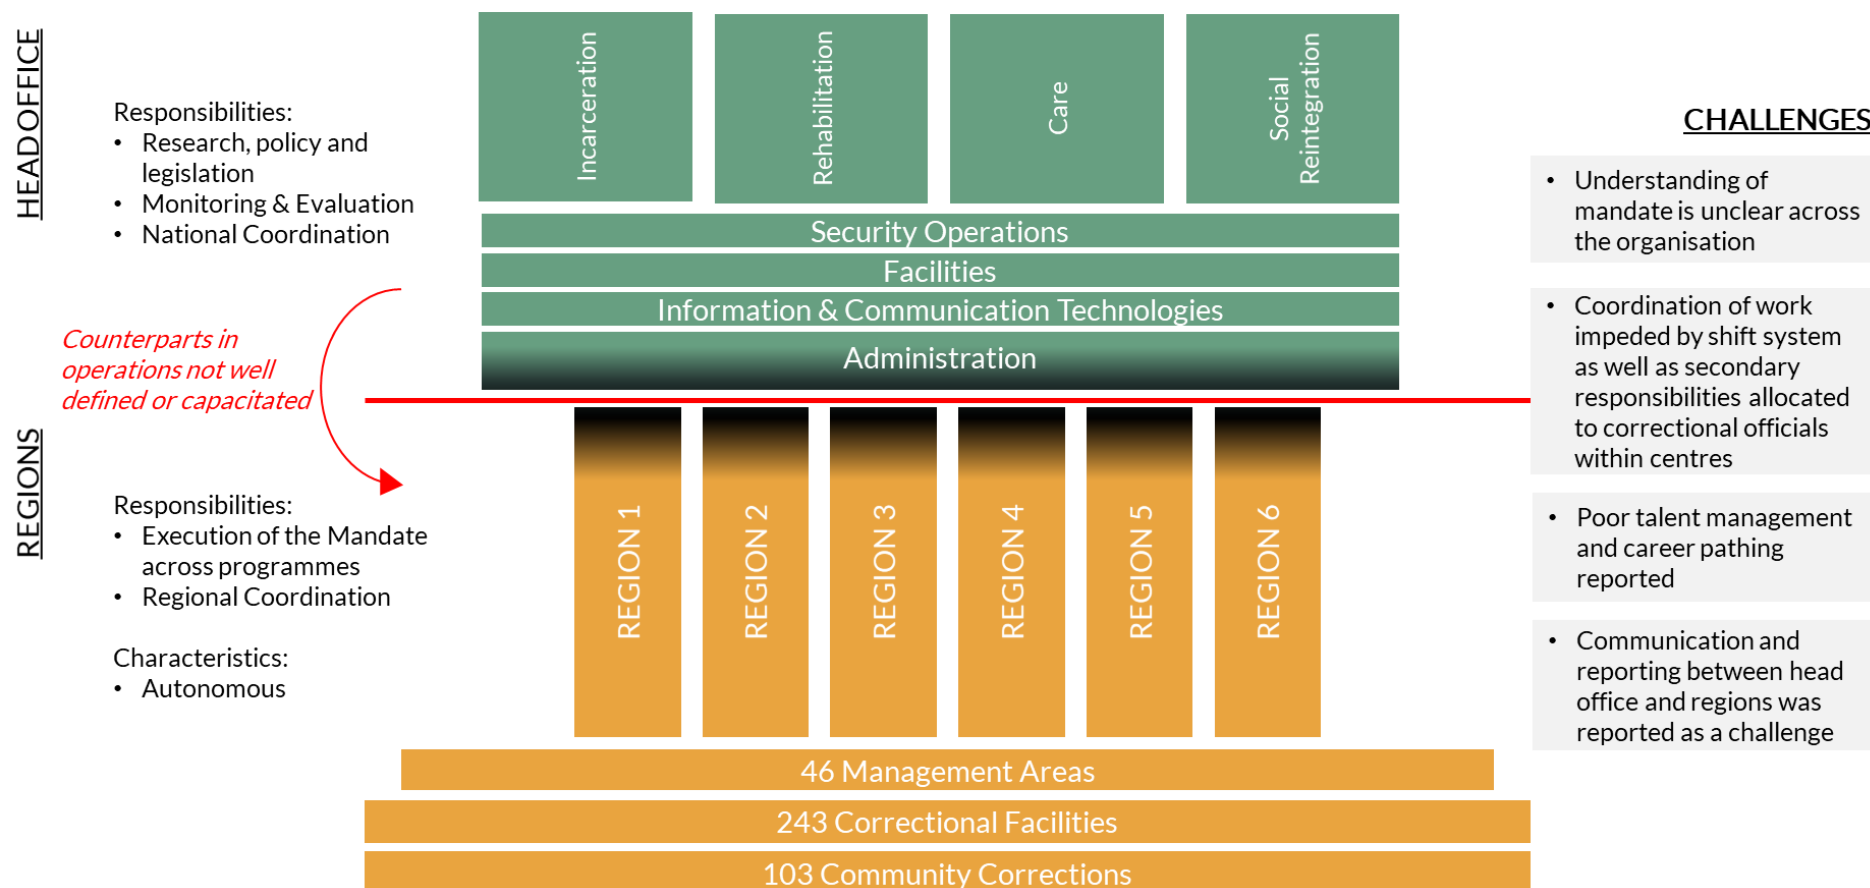 HEADOFFICE
Responsibilities:
• Research, policy and
legislation
• Monitoring & Evaluation
• National Coordination
Incarceration
Rehabilitation
Care
Social
Reintegration
Security Operations
Facilities
Information & Communication Technologies
Administration
Counterparts in
operations not well
defined or capacitated
REGIONS
Responsibilities:
• Execution of the Mandate
across programmes
• Regional Coordination
Characteristics:
• Autonomous
REGION 1
REGION 2
REGION 3
REGION 4
REGION 5
REGION 6
46 Management Areas
243 Correctional Facilities
103 Community Corrections
CHALLENGES
• Understanding of
mandate is unclear across
the organisation
• Coordination of work
impeded by shift system
as well as secondary
responsibilities allocated
to correctional officials
within centres
• Poor talent management
and career pathing
reported
• Communication and
reporting between head
office and regions was
reported as a challenge